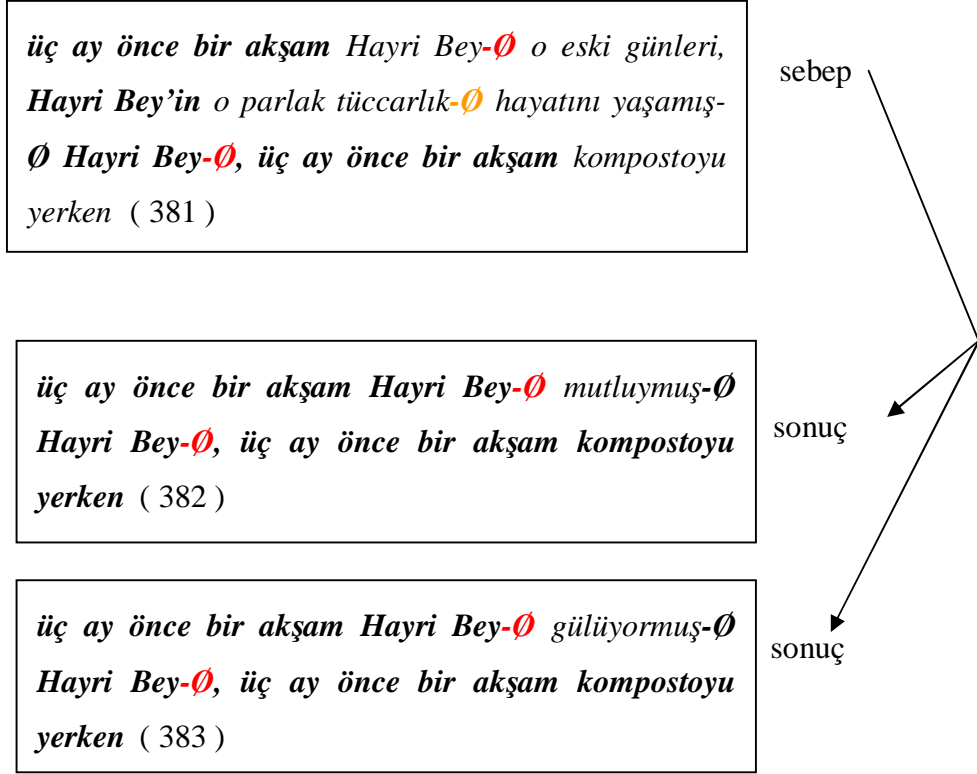 üç ay önce bir akşam Hayri Bey-Ø o eski günleri,
Hayri Bey’in o parlak tüccarlık-Ø hayatını yaşamış-
Ø Hayri Bey-Ø, üç ay önce bir akşam kompostoyu
yerken ( 381 )
sebep
üç ay önce bir akşam Hayri Bey-Ø mutluymuş-Ø
Hayri Bey-Ø, üç ay önce bir akşam kompostoyu
yerken ( 382 )
sonuç
üç ay önce bir akşam Hayri Bey-Ø gülüyormuş-Ø
Hayri Bey-Ø, üç ay önce bir akşam kompostoyu
yerken ( 383 )
sonuç